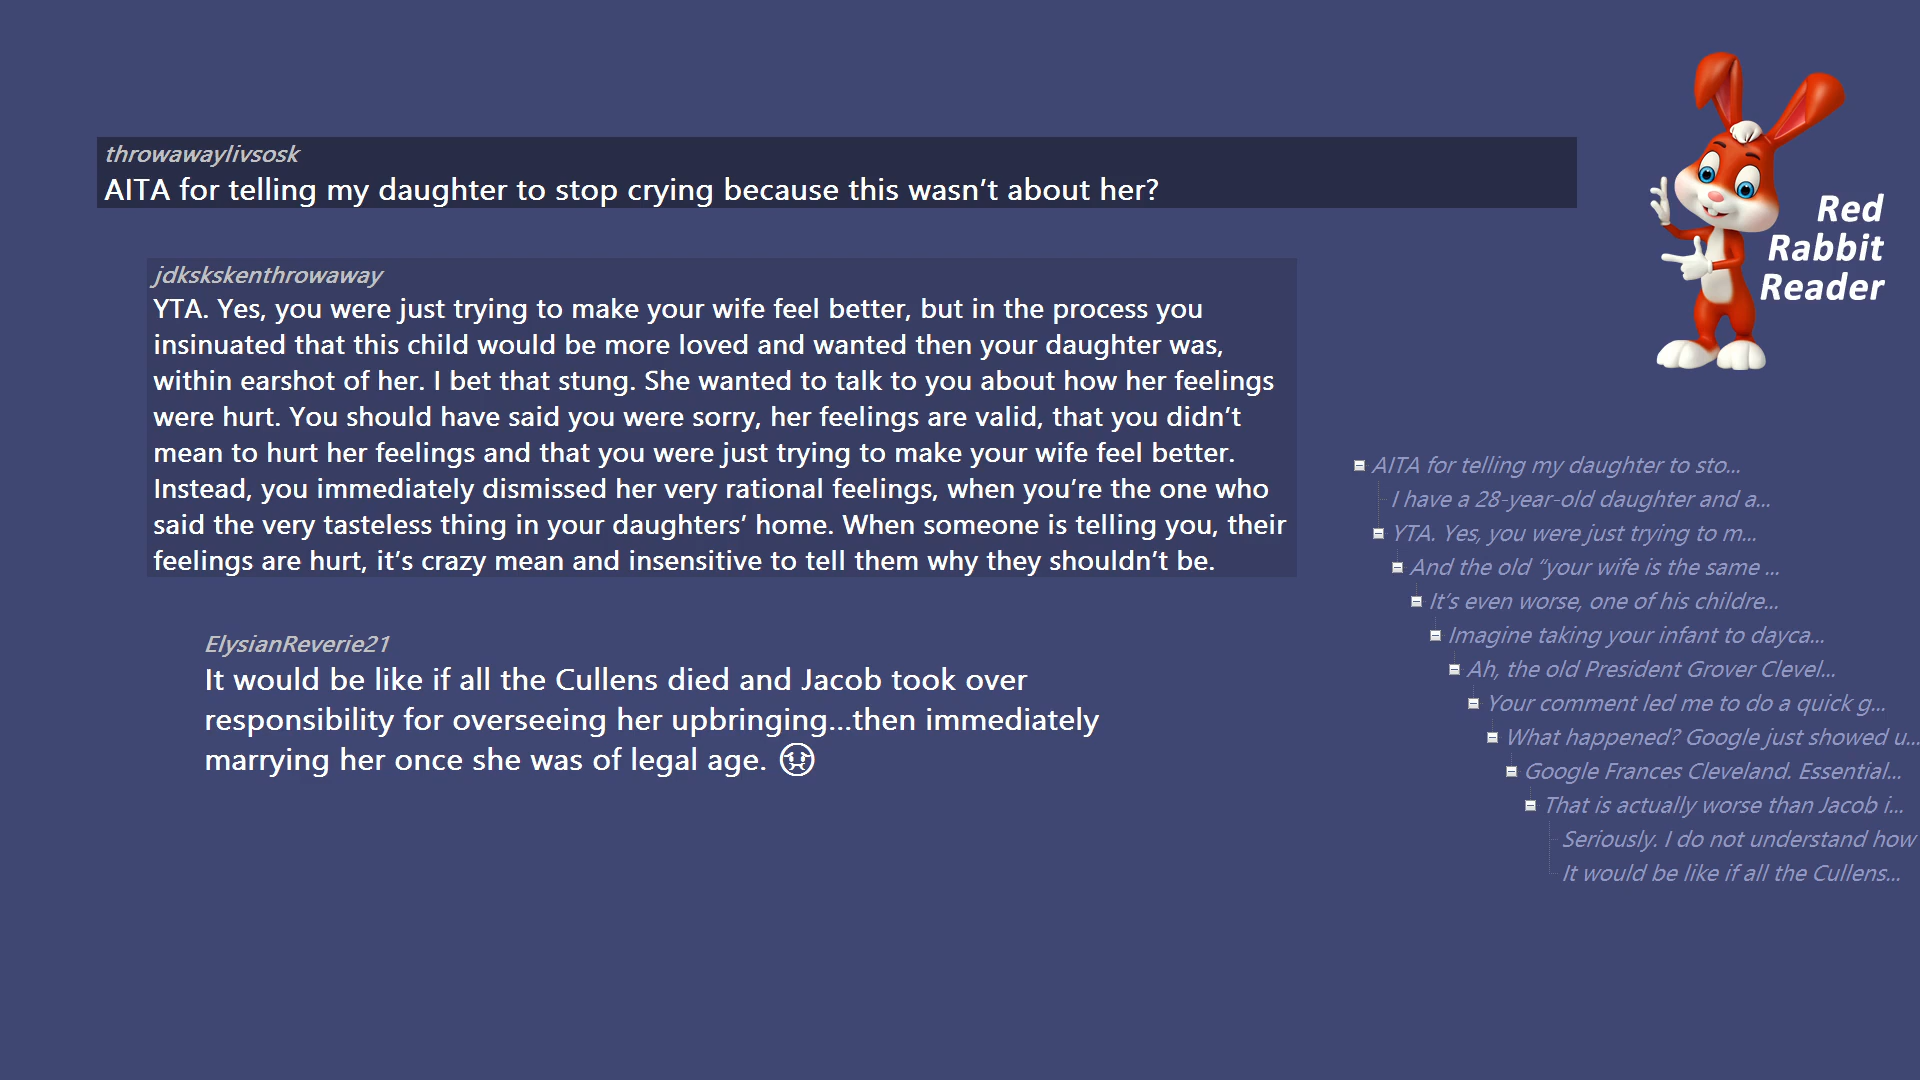 throwawaylivsosk
AITA for telling my daughter to stop crying because this wasn’t about her?
jdkskskenthrowaway
YTA. Yes, you were just trying to make your wife feel better, but in the process you
insinuated that this child would be more loved and wanted then your daughter was,
within earshot of her. I bet that stung. She wanted to talk to you about how her feelings
were hurt. You should have said you were sorry, her feelings are valid, that you didn’t
mean to hurt her feelings and that you were just trying to make your wife feel better.
Instead, you immediately dismissed her very rational feelings, when you’re the one who
said the very tasteless thing in your daughters’ home. When someone is telling you, their
feelings are hurt, it’s crazy mean and insensitive to tell them why they shouldn’t be.
ElysianReverie21
It would be like if all the Cullens died and Jacob took over
responsibility for overseeing her upbringing...then immediately
marrying her once she was of legal age.
Red
Rabbit
Reader
AITA for telling my daughter to sto...
I have a 28-year-old daughter and a...
YTA. Yes, you were just trying to m...
And the old “your wife is the same ...
It’s even worse, one of his childre...
Imagine taking your infant to dayca...
Ah, the old President Grover Clevel...
Your comment led me to do a quick g...
What happened? Google just showed u...
Google Frances Cleveland. Essential...
That is actually worse than Jacob i...
Seriously. I do not understand how
It would be like if all the Cullens...